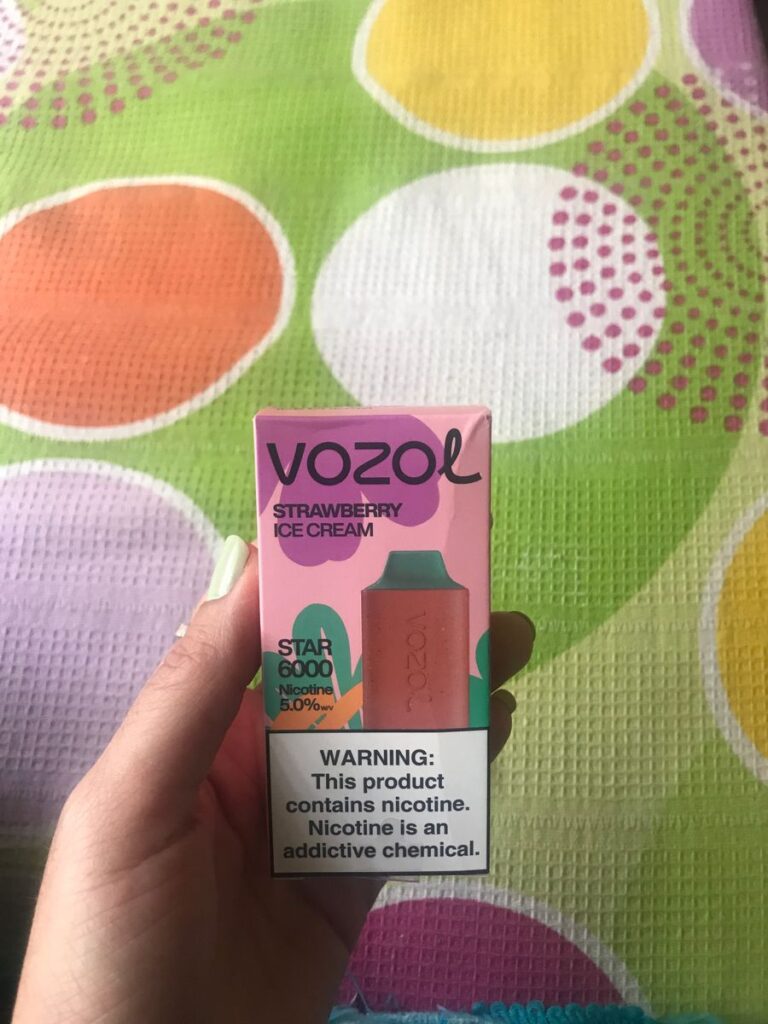 VOZOL
STRAWBERRY
ICE CREAM
STAR
6000
Nicotine
5.0%w/v
VOZOL
WARNING:
This product
contains nicotine.
Nicotine is an
addictive chemical.